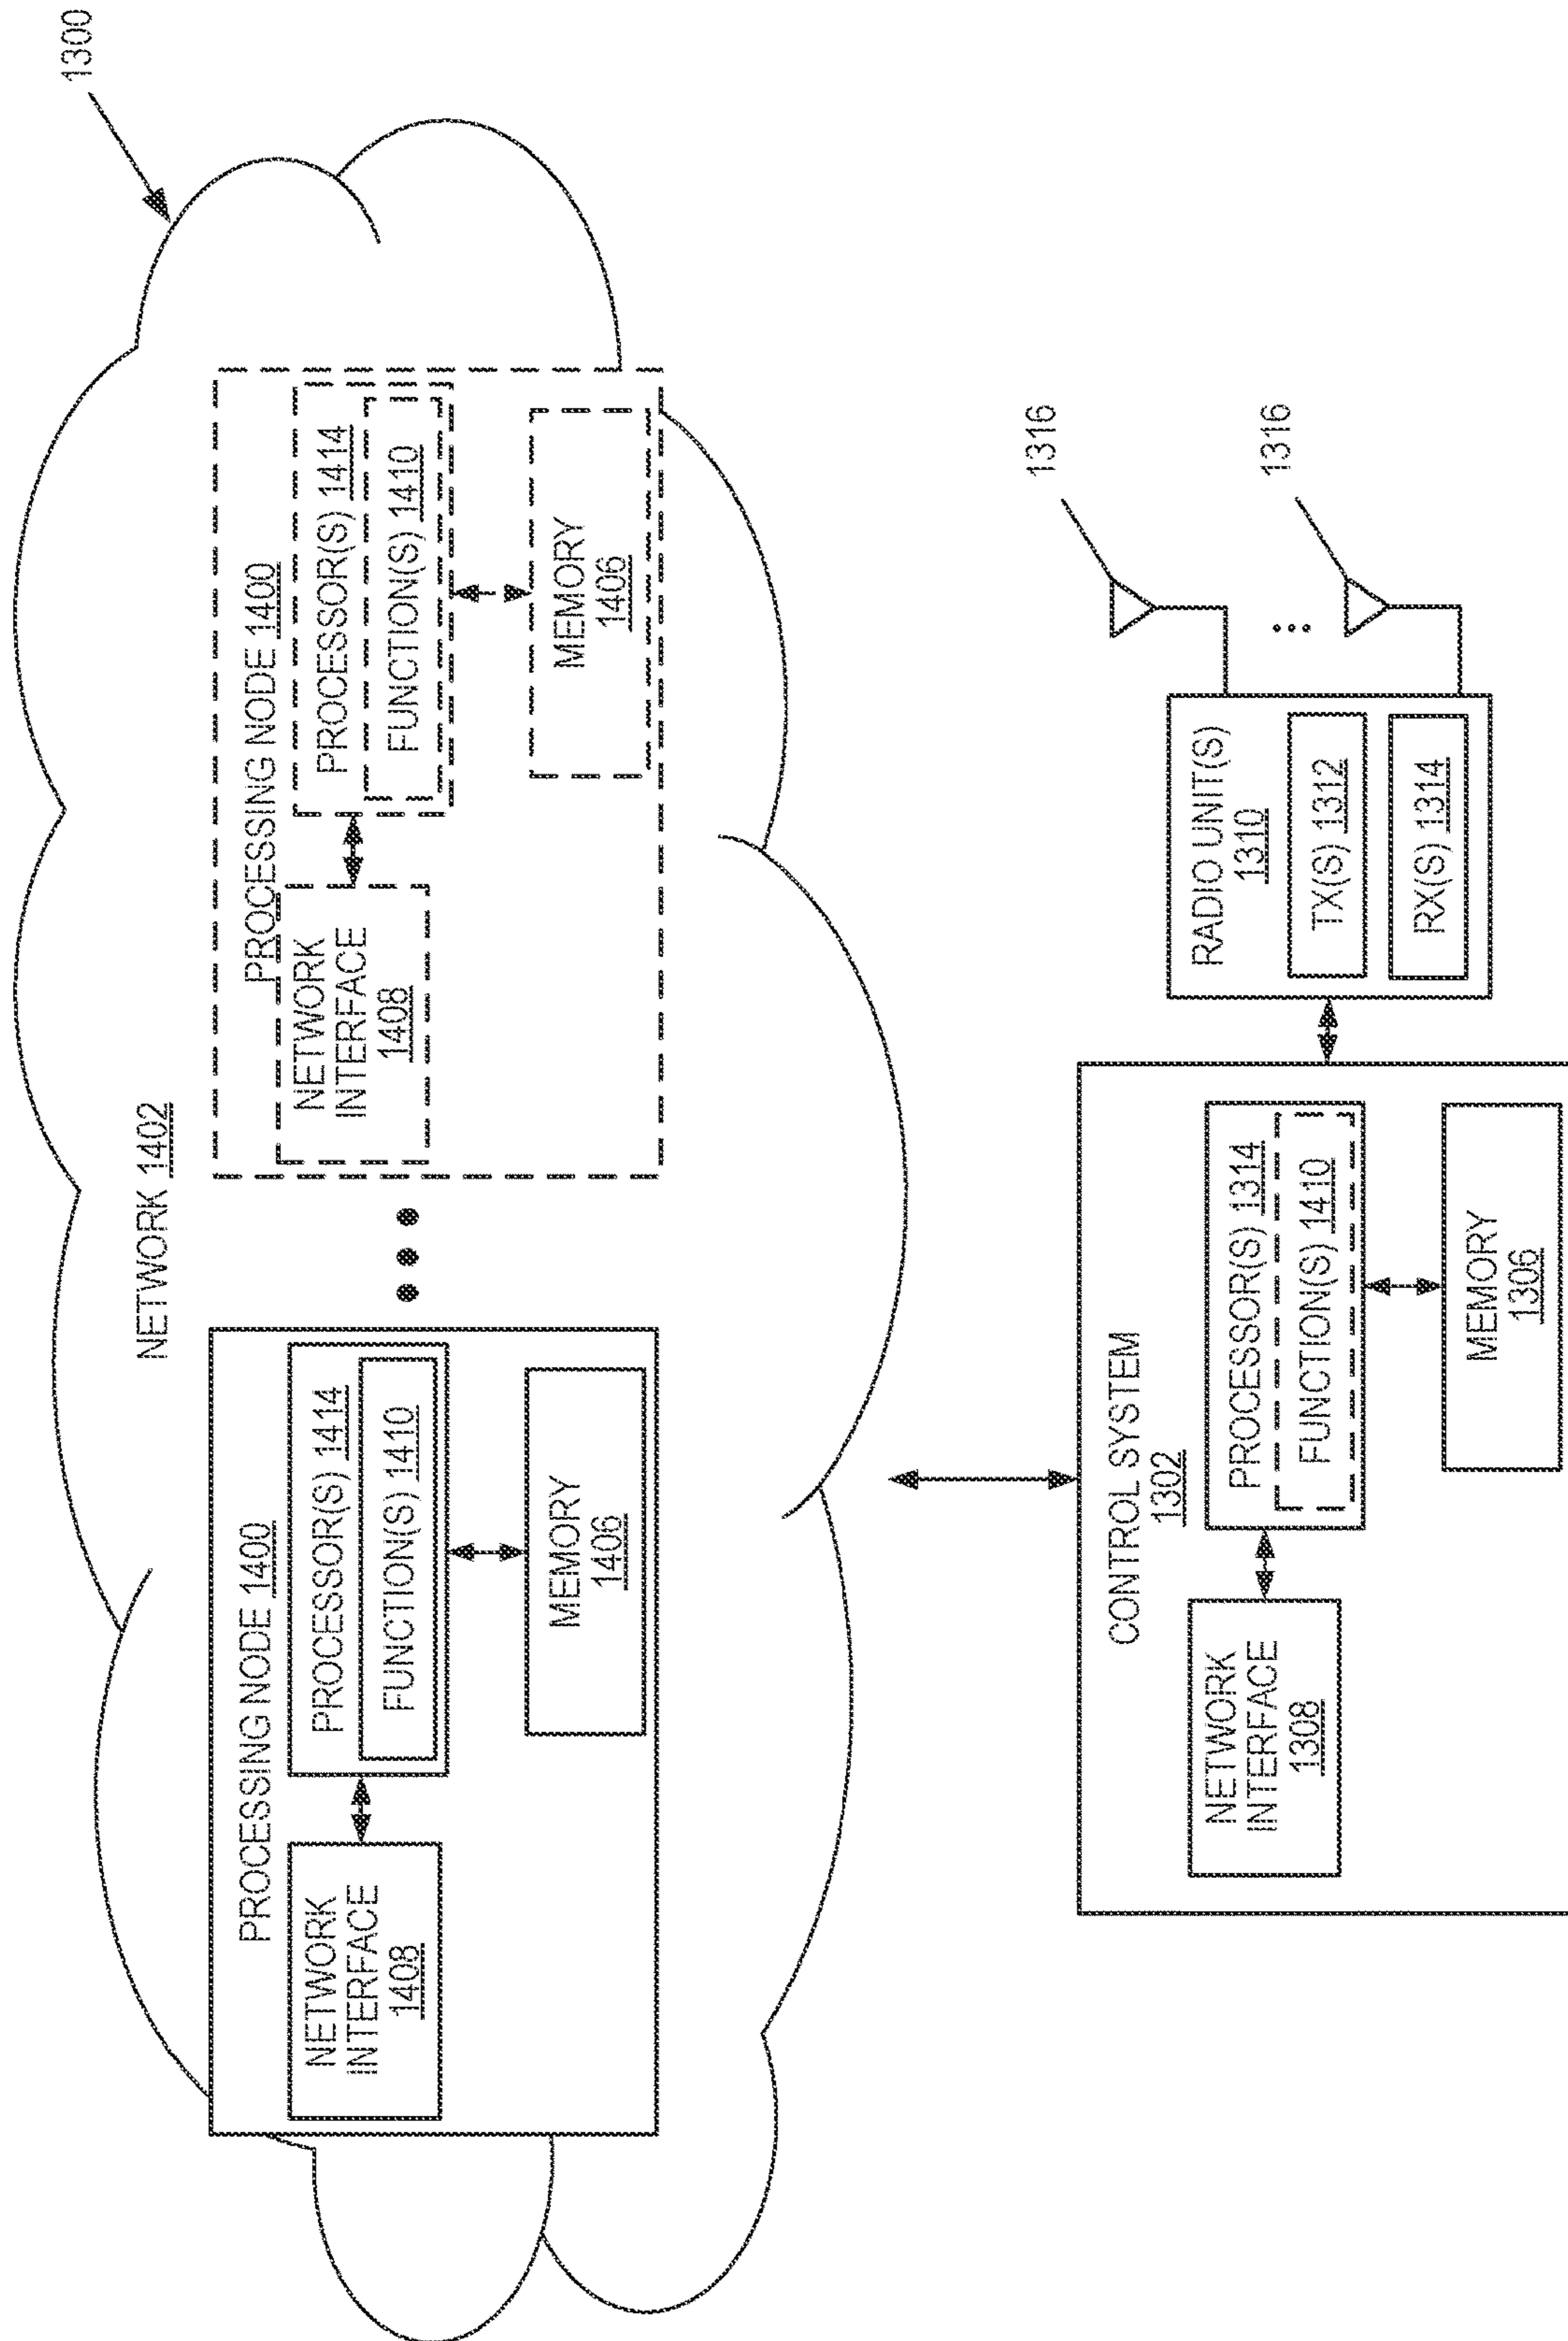 1300
NETWORK 1402
PROCESSING NODE 1400
PROCESSOR(S) 1414
FUNCTION(S) 1410
NETWORK
INTERFACE
1408
MEMORY
1406
PROCESSING NODE 1400
PROCESSOR(S) 1414
FUNCTION(S) 1410
NETWORK
INTERFACE
1408
MEMORY
1406
CONTROL SYSTEM
1302
PROCESSOR(S) 1314
FUNCTION(S) 1410
NETWORK
INTERFACE
1308
MEMORY
1306
RADIO UNIT(S)
1310
TX(S) 1312
RX(S) 1314
1316
1316